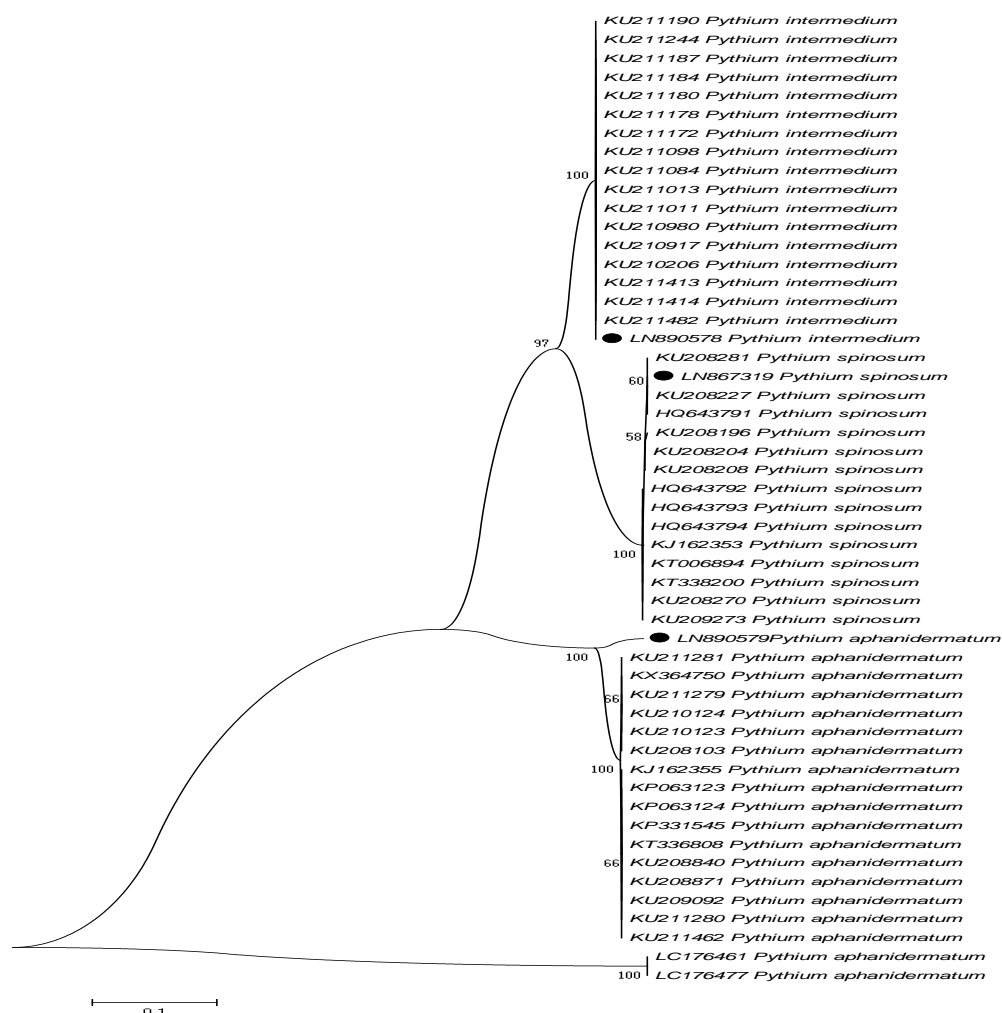 KU211190 Pythium intermedium
KU211244 Pythium intermedium
KU211187 Pythium intermedium
KU211184 Pythium intermedium
KU211180 Pythium intermedium
KU211178 Pythium intermedium
KU211172 Pythium intermedium
KU211098 Pythium intermedium
KU211084 Pythium intermedium
100
KU211013 Pythium intermedium
KU211011 Pythium intermedium
KU210980 Pythium intermedium
KU210917 Pythium intermedium
KU210206 Pythium intermedium
KU211413 Pythium intermedium
KU211414 Pythium intermedium
KU211482 Pythium intermedium
LN890578 Pythium intermedium
97
KU208281 Pythium spinosum
60
LN867319 Pythium spinosum
KU208227 Pythium spinosum
HQ643791 Pythium spinosum
58
KU208196 Pythium spinosum
KU208204 Pythium spinosum
KU208208 Pythium spinosum
HQ643792 Pythium spinosum
HQ643793 Pythium spinosum
HQ643794 Pythium spinosum
KJ162353 Pythium spinosum
100
KT006894 Pythium spinosum
KT338200 Pythium spinosum
KU208270 Pythium spinosum
KU209273 Pythium spinosum
LN890579Pythium aphanidermatum
100
KU211281 Pythium aphanidermatum
KX364750 Pythium aphanidermatum
KU211279 Pythium aphanidermatum
66
KU210124 Pythium aphanidermatum
KU210123 Pythium aphanidermatum
KU208103 Pythium aphanidermatum
100
KJ162355 Pythium aphanidermatum
KP063123 Pythium aphanidermatum
KP063124 Pythium aphanidermatum
KP331545 Pythium aphanidermatum
KT336808 Pythium aphanidermatum
66
KU208840 Pythium aphanidermatum
KU208871 Pythium aphanidermatum
KU209092 Pythium aphanidermatum
KU211280 Pythium aphanidermatum
KU211462 Pythium aphanidermatum
LC176461 Pythium aphanidermatum
100
LC176477 Pythium aphanidermatum
0.1